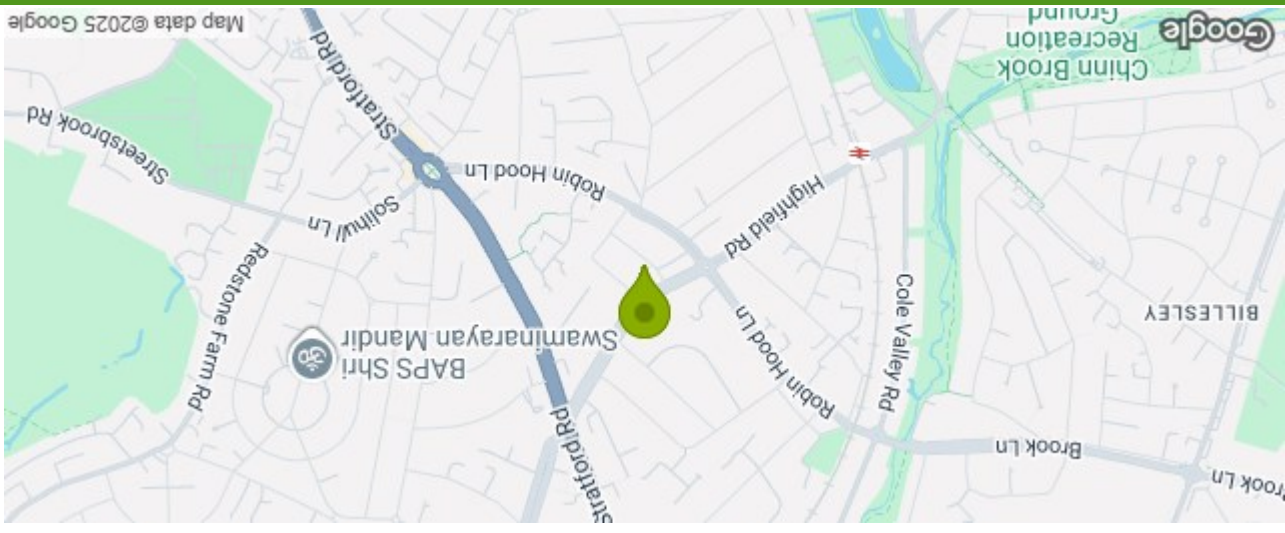 Brook Ln
Brook Ln
BILLESLEY
Cole Valley Rd
Robin Hood Ln
Stratford Rd
BAPS Shri
Swaminarayan Mandir
Redstone Farm Rd
Highfield Rd
Solihull Ln
Robin Hood Ln
Streetsbrook Rd
Stratford Rd
Chinn Brook
Recreation
Ground
Google
Map data ©2025 Google